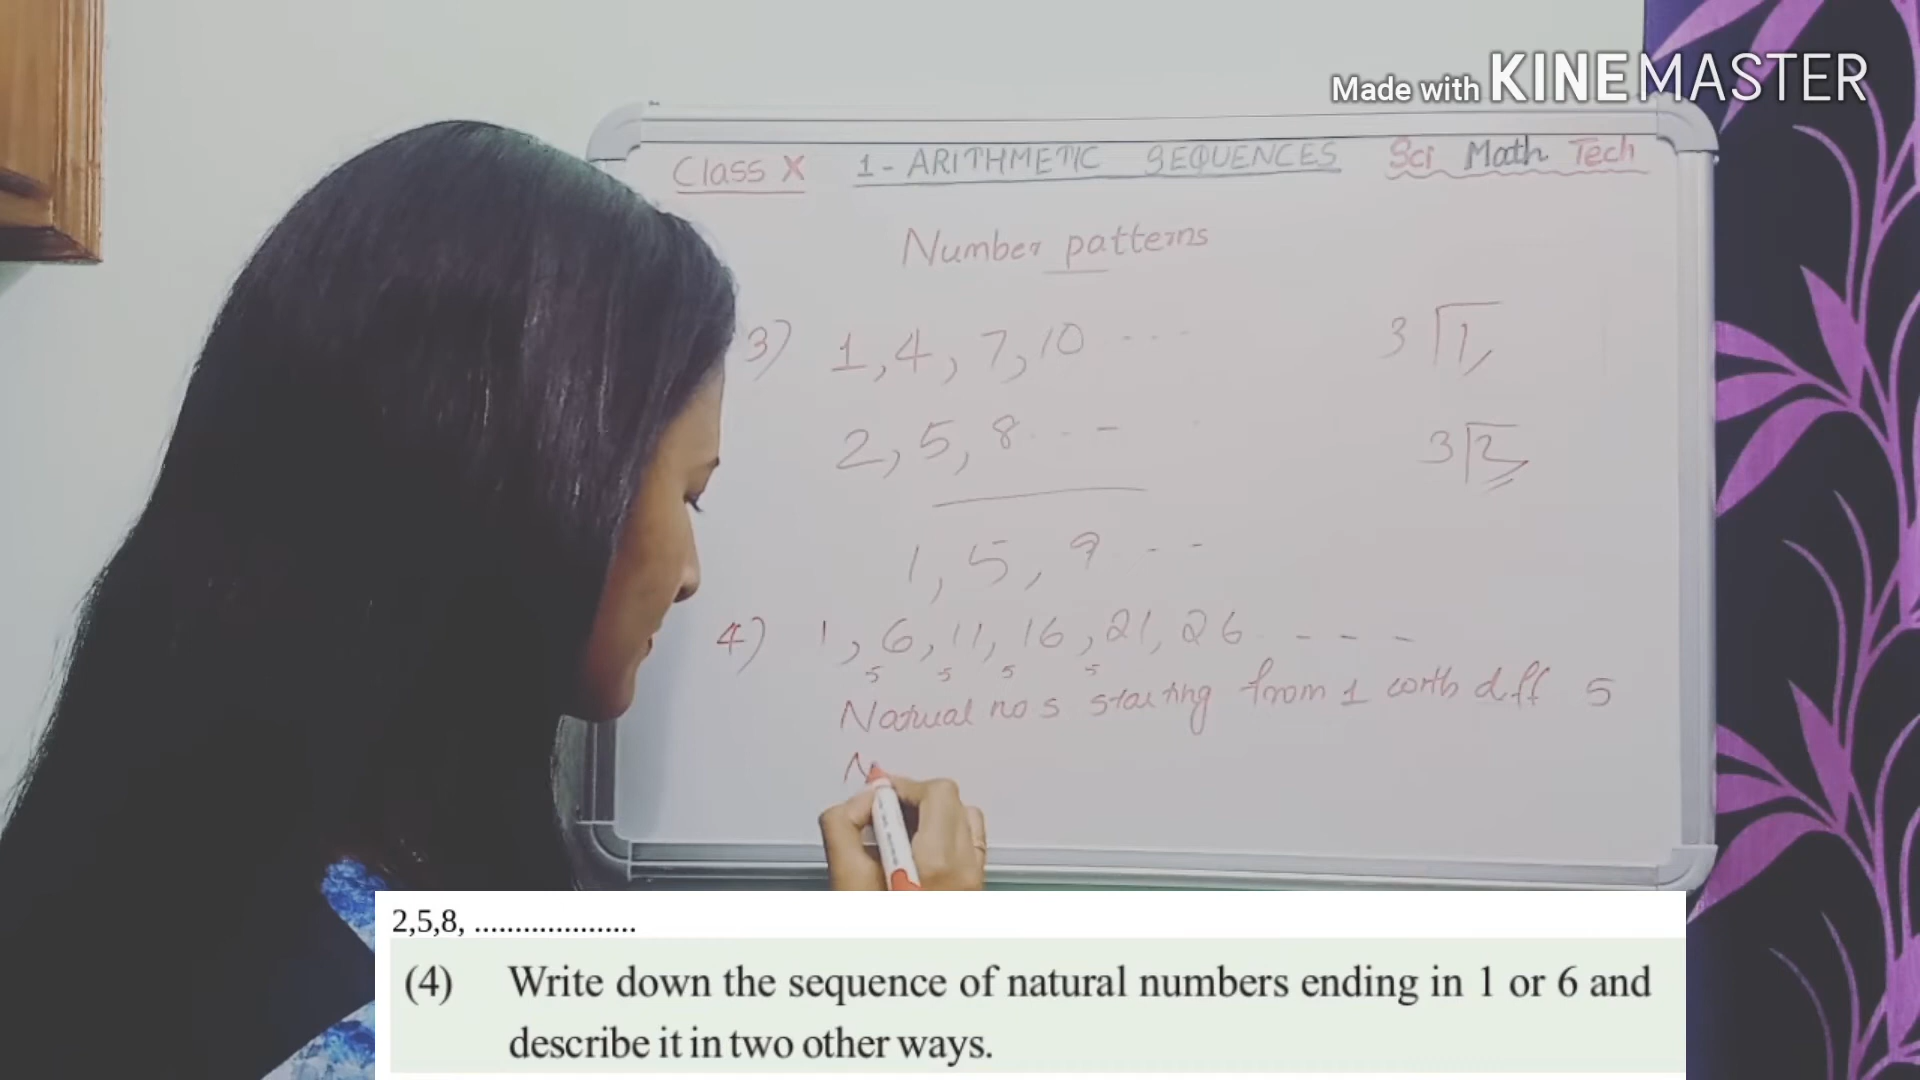 Made with KINEMASTER
Class X 1 - ARITHMETIC SEQUENCES Sci Math Tech
Number patterns
3) 1, 4, 7, 10 ... 3 1
2, 5, 8 ... 3 2
1, 5, 9 ...
4) 1, 6, 11, 16, 21, 26 - - - -
5 5 5 5
Natural no s starting from 1 with diff 5
N
2,5,8, ....................
(4) Write down the sequence of natural numbers ending in 1 or 6 and
describe it in two other ways.